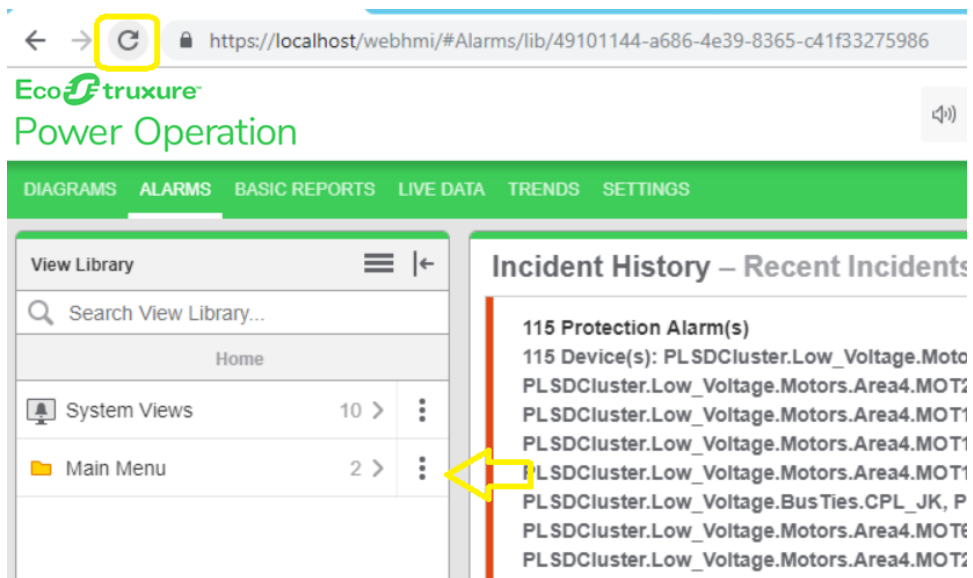 https://localhost/webhmi/#Alarms/lib/49101144-a686-4e39-8365-c41f33275986
EcoStruxure™
Power Operation
DIAGRAMS ALARMS BASIC REPORTS LIVE DATA TRENDS SETTINGS
View Library
Search View Library...
Home
System Views 10
Main Menu 2
Incident History – Recent Incidents
115 Protection Alarm(s)
115 Device(s): PLSDCluster.Low_Voltage.Moto
PLSDCluster.Low_Voltage.Motors.Area4.MOT2
PLSDCluster.Low_Voltage.Motors.Area4.MOT1
PLSDCluster.Low_Voltage.Motors.Area4.MOT1
PLSDCluster.Low_Voltage.Motors.Area4.MOT1
PLSDCluster.Low_Voltage.BusTies.CPL_JK, P
PLSDCluster.Low_Voltage.Motors.Area4.MOT6
PLSDCluster.Low_Voltage.Motors.Area4.MOT2